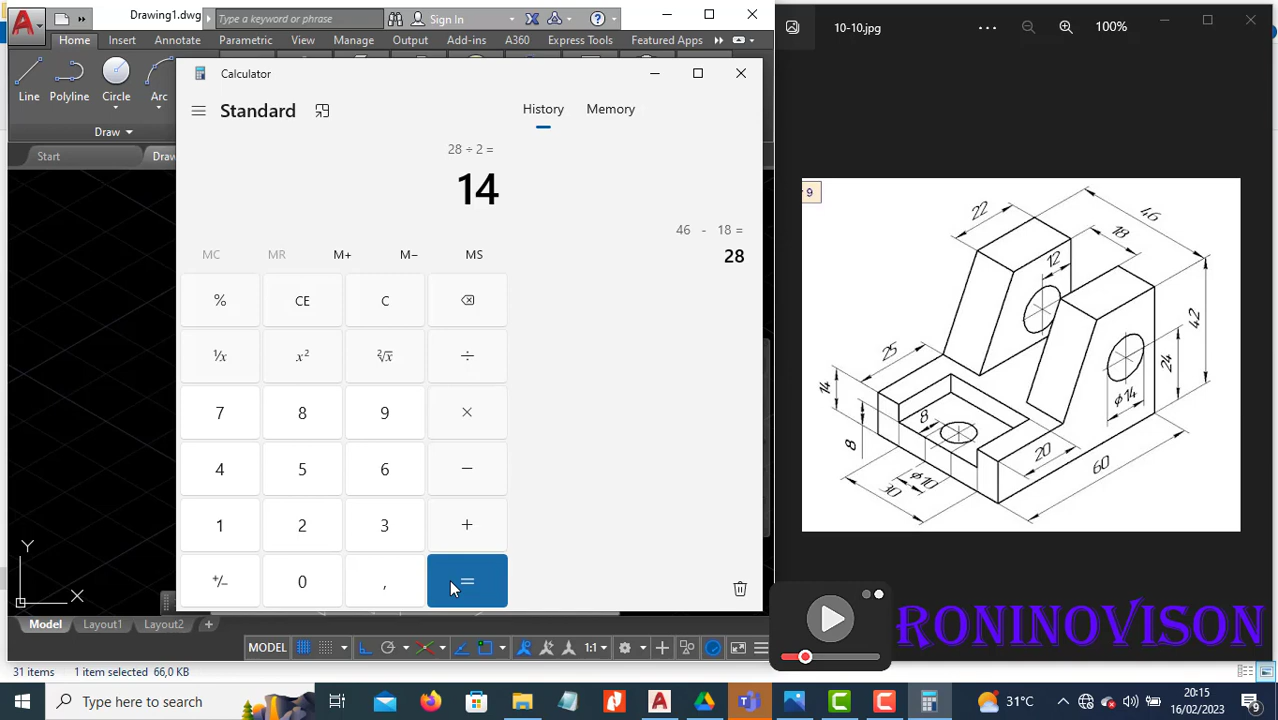 Drawing1.dwg
Type a keyword or phrase
Sign In
Home Insert Annotate Parametric View Manage Output Add-ins A360 Express Tools Featured Apps
Line Polyline Circle Arc
Draw
Start Draw
Calculator
Standard
History Memory
28 ÷ 2 =
14
46 - 18 =
28
MC MR M+ M− MS
% CE C
¹/x x² ²√x ÷
7 8 9 ×
4 5 6 −
1 2 3 +
+/− 0 , =
Y
X
Model Layout1 Layout2 +
MODEL 1:1
31 items 1 item selected 66,0 KB
10-10.jpg
100%
9
22
46
18
12
25
42
14
24
8
8
ϕ14
20
60
ϕ10
30
RONINOVISON
Type here to search
31°C
20:15
16/02/2023
9